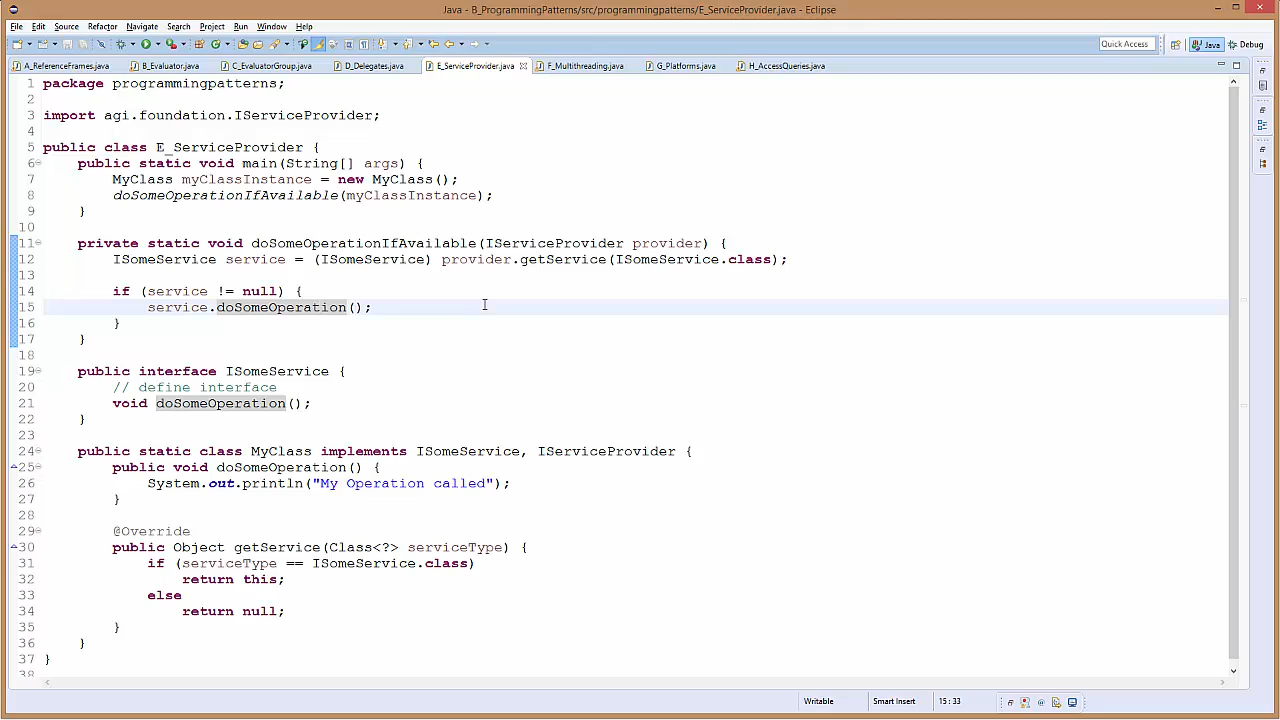 Java - B_ProgrammingPatterns/src/programmingpatterns/E_ServiceProvider.java - Eclipse
File Edit Source Refactor Navigate Search Project Run Window Help
Quick Access Java Debug
A_ReferenceFrames.java B_Evaluator.java C_EvaluatorGroup.java D_Delegates.java E_ServiceProvider.java F_Multithreading.java G_Platforms.java H_AccessQueries.java
1 package programmingpatterns;
2
3 import agi.foundation.IServiceProvider;
4
5 public class E_ServiceProvider {
6 public static void main(String[] args) {
7 MyClass myClassInstance = new MyClass();
8 doSomeOperationIfAvailable(myClassInstance);
9 }
10
11 private static void doSomeOperationIfAvailable(IServiceProvider provider) {
12 ISomeService service = (ISomeService) provider.getService(ISomeService.class);
13
14 if (service != null) {
15 service.doSomeOperation();
16 }
17 }
18
19 public interface ISomeService {
20 // define interface
21 void doSomeOperation();
22 }
23
24 public static class MyClass implements ISomeService, IServiceProvider {
25 public void doSomeOperation() {
26 System.out.println("My Operation called");
27 }
28
29 @Override
30 public Object getService(Class<?> serviceType) {
31 if (serviceType == ISomeService.class)
32 return this;
33 else
34 return null;
35 }
36 }
37 }
38
Writable Smart Insert 15 : 33